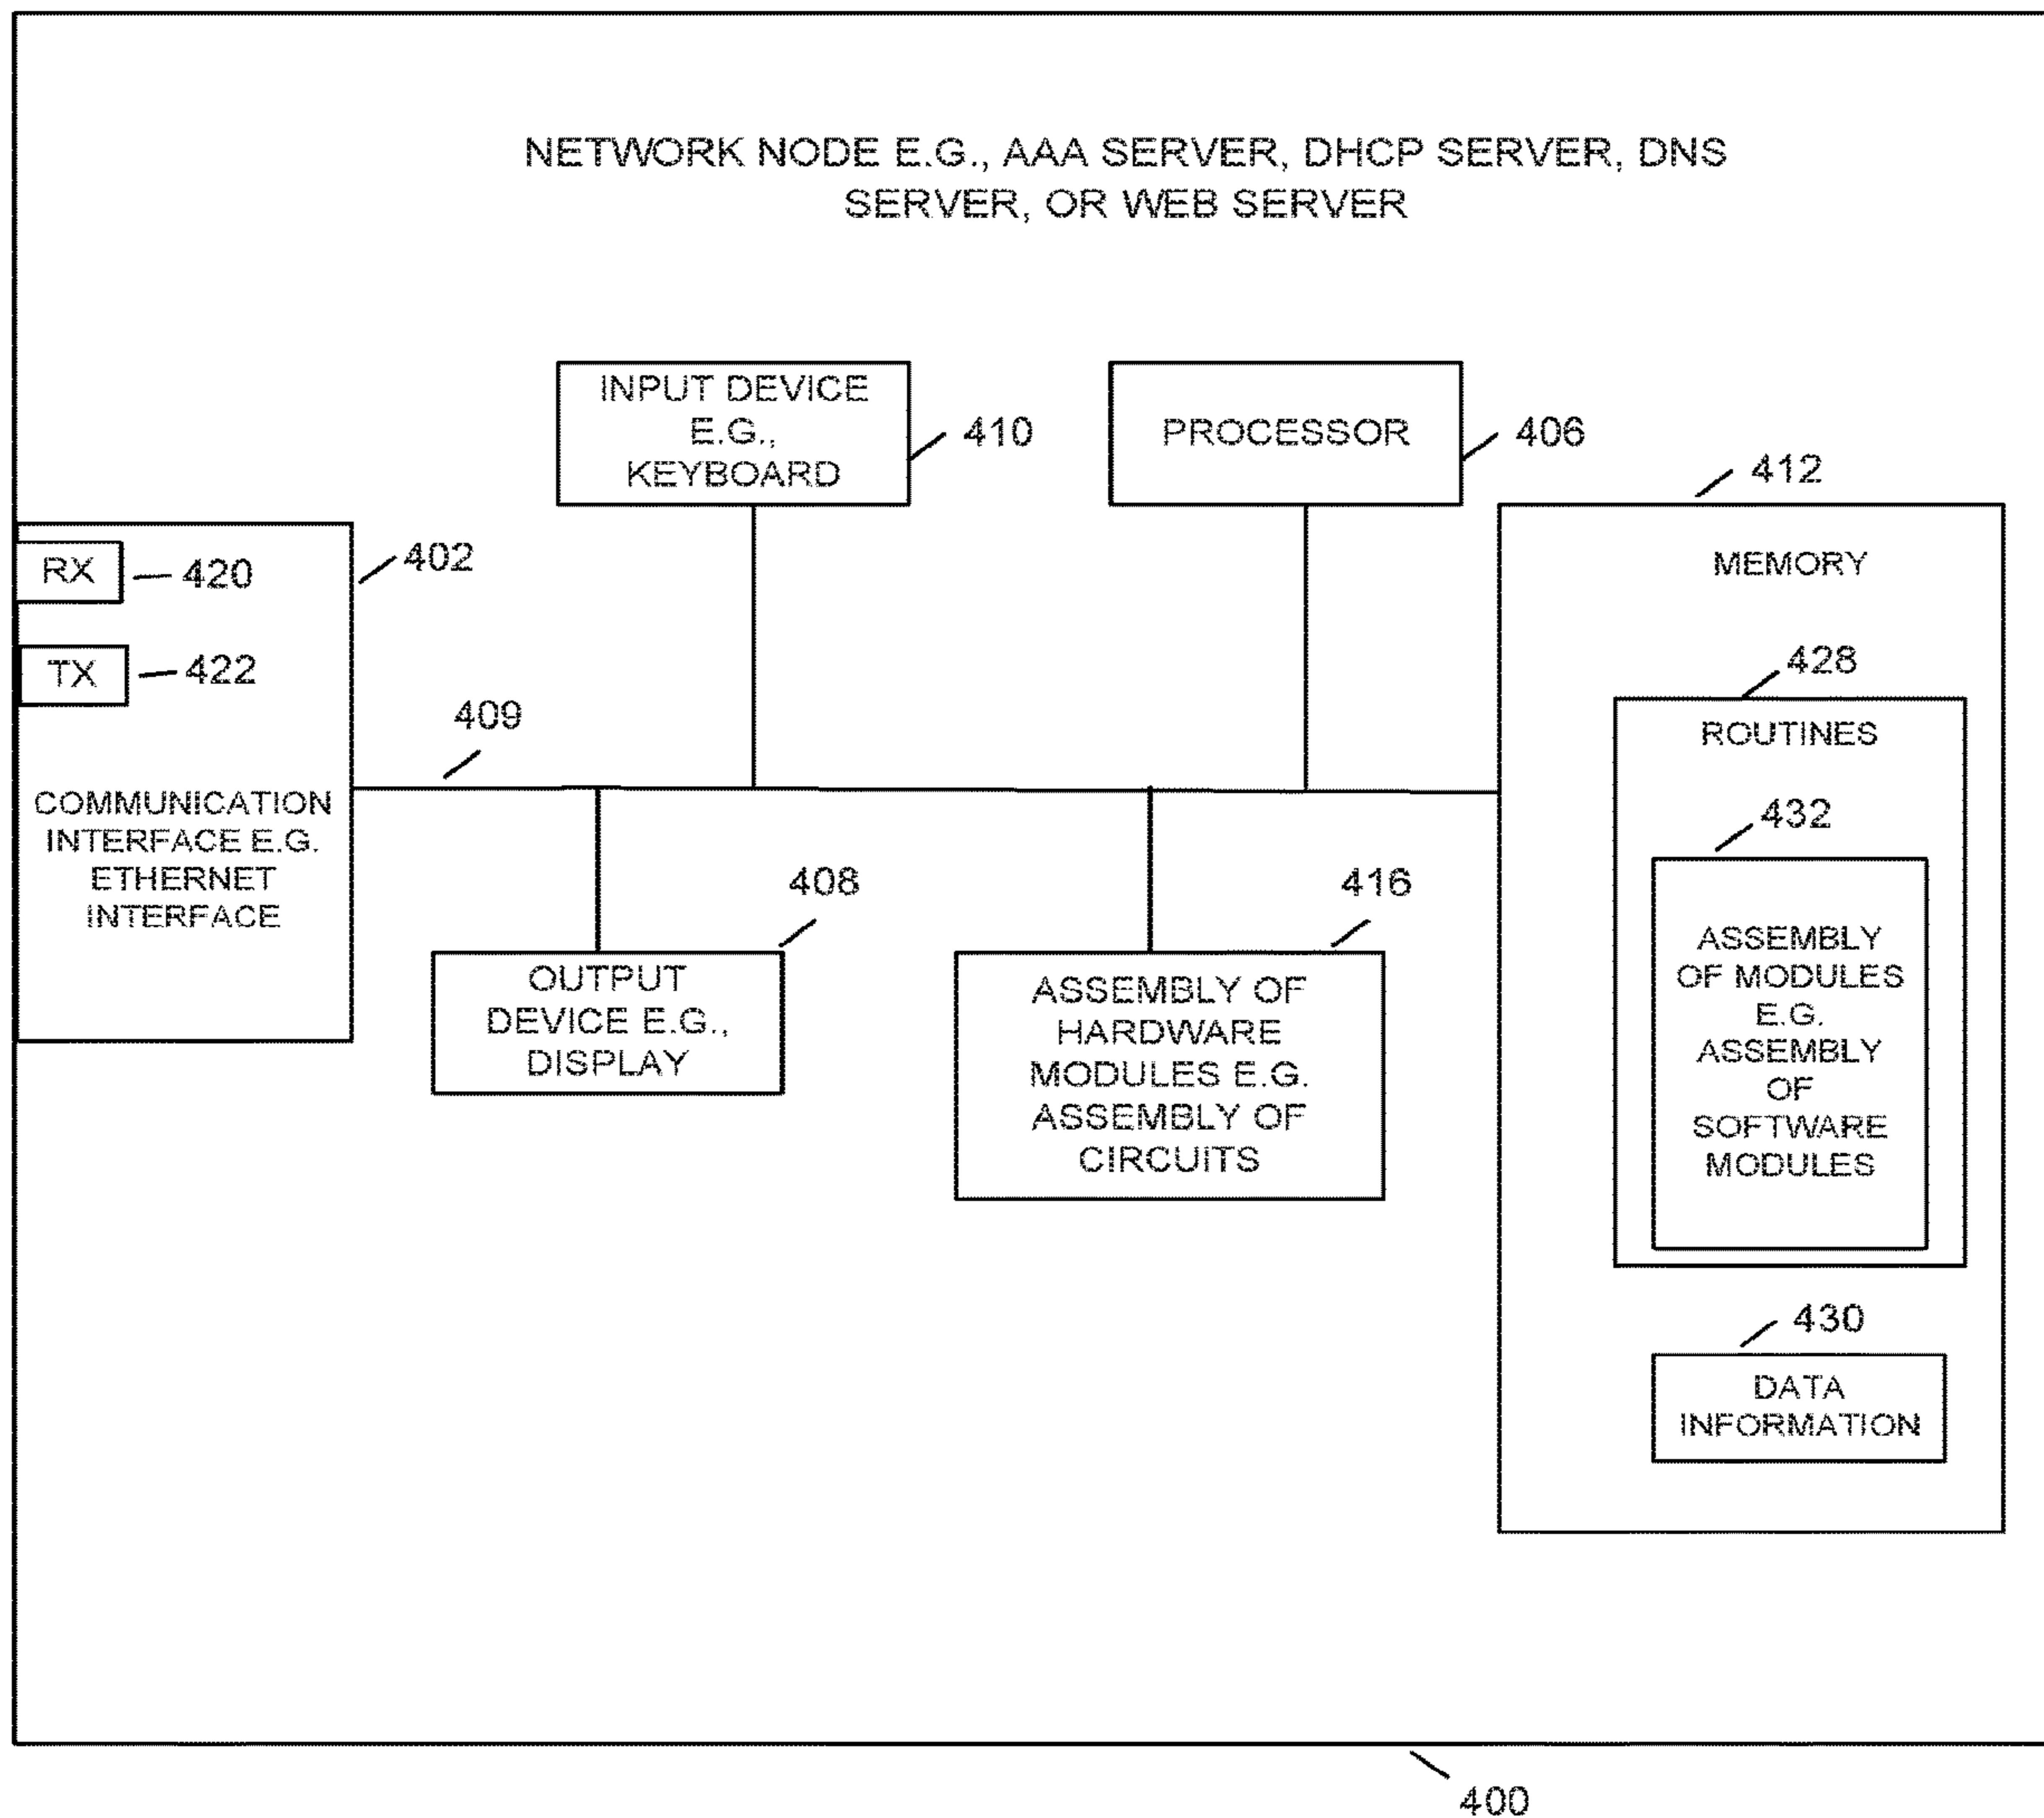 NETWORK NODE E.G., AAA SERVER, DHCP SERVER, DNS
SERVER, OR WEB SERVER
INPUT DEVICE
E.G.,
KEYBOARD
410
PROCESSOR
406
412
MEMORY
RX
420
402
TX
422
428
ROUTINES
409
432
COMMUNICATION
INTERFACE E.G.
ETHERNET
INTERFACE
408
416
OUTPUT
DEVICE E.G.,
DISPLAY
ASSEMBLY OF
HARDWARE
MODULES E.G.
ASSEMBLY OF
CIRCUITS
ASSEMBLY
OF MODULES
E.G.
ASSEMBLY
OF
SOFTWARE
MODULES
430
DATA
INFORMATION
400